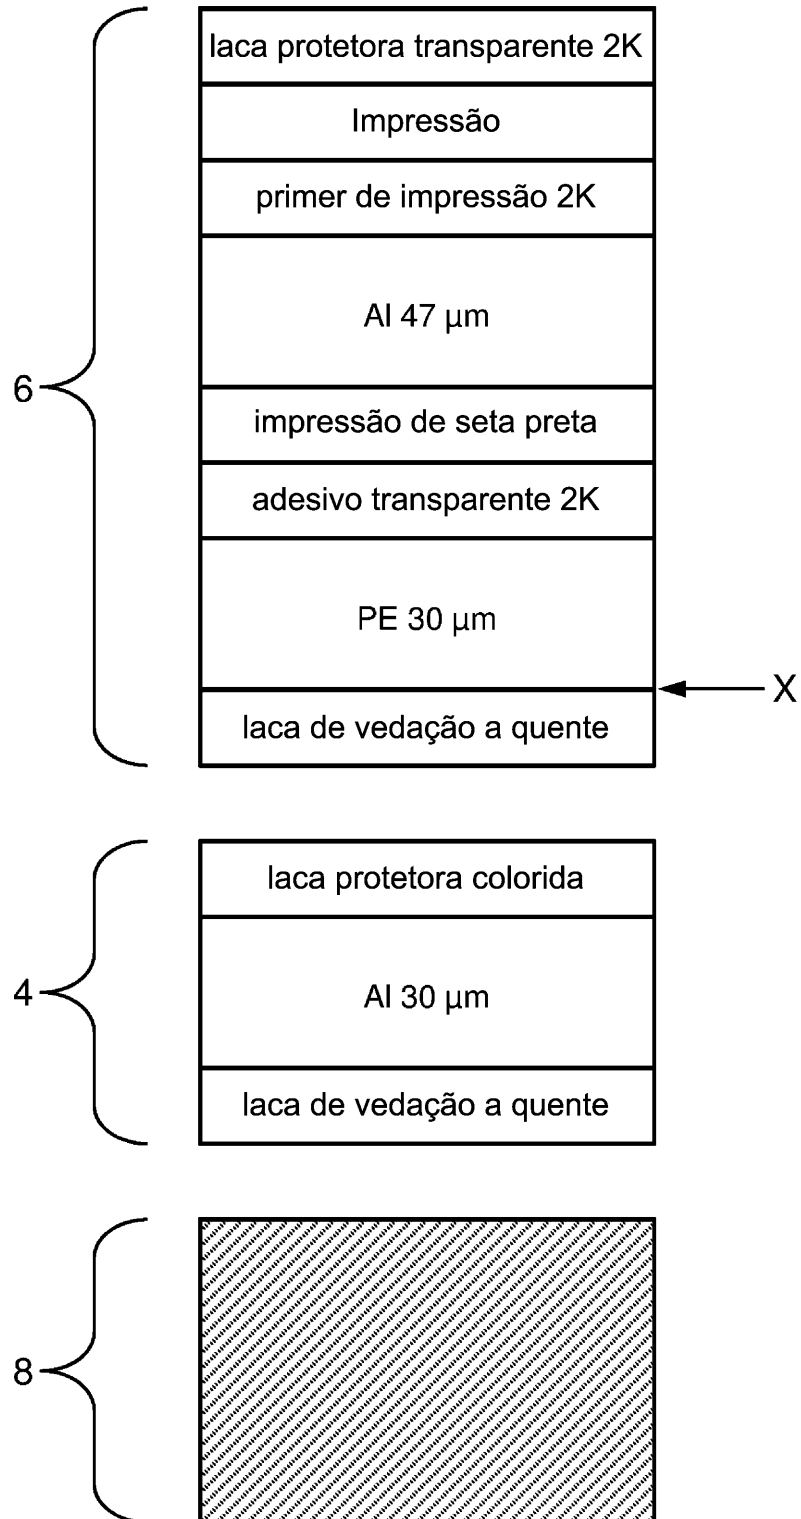 laca protetora transparente 2K
Impressão
primer de impressão 2K
Al 47 µm
6
impressão de seta preta
adesivo transparente 2K
PE 30 µm
X
laca de vedação a quente
laca protetora colorida
4
Al 30 µm
laca de vedação a quente
8